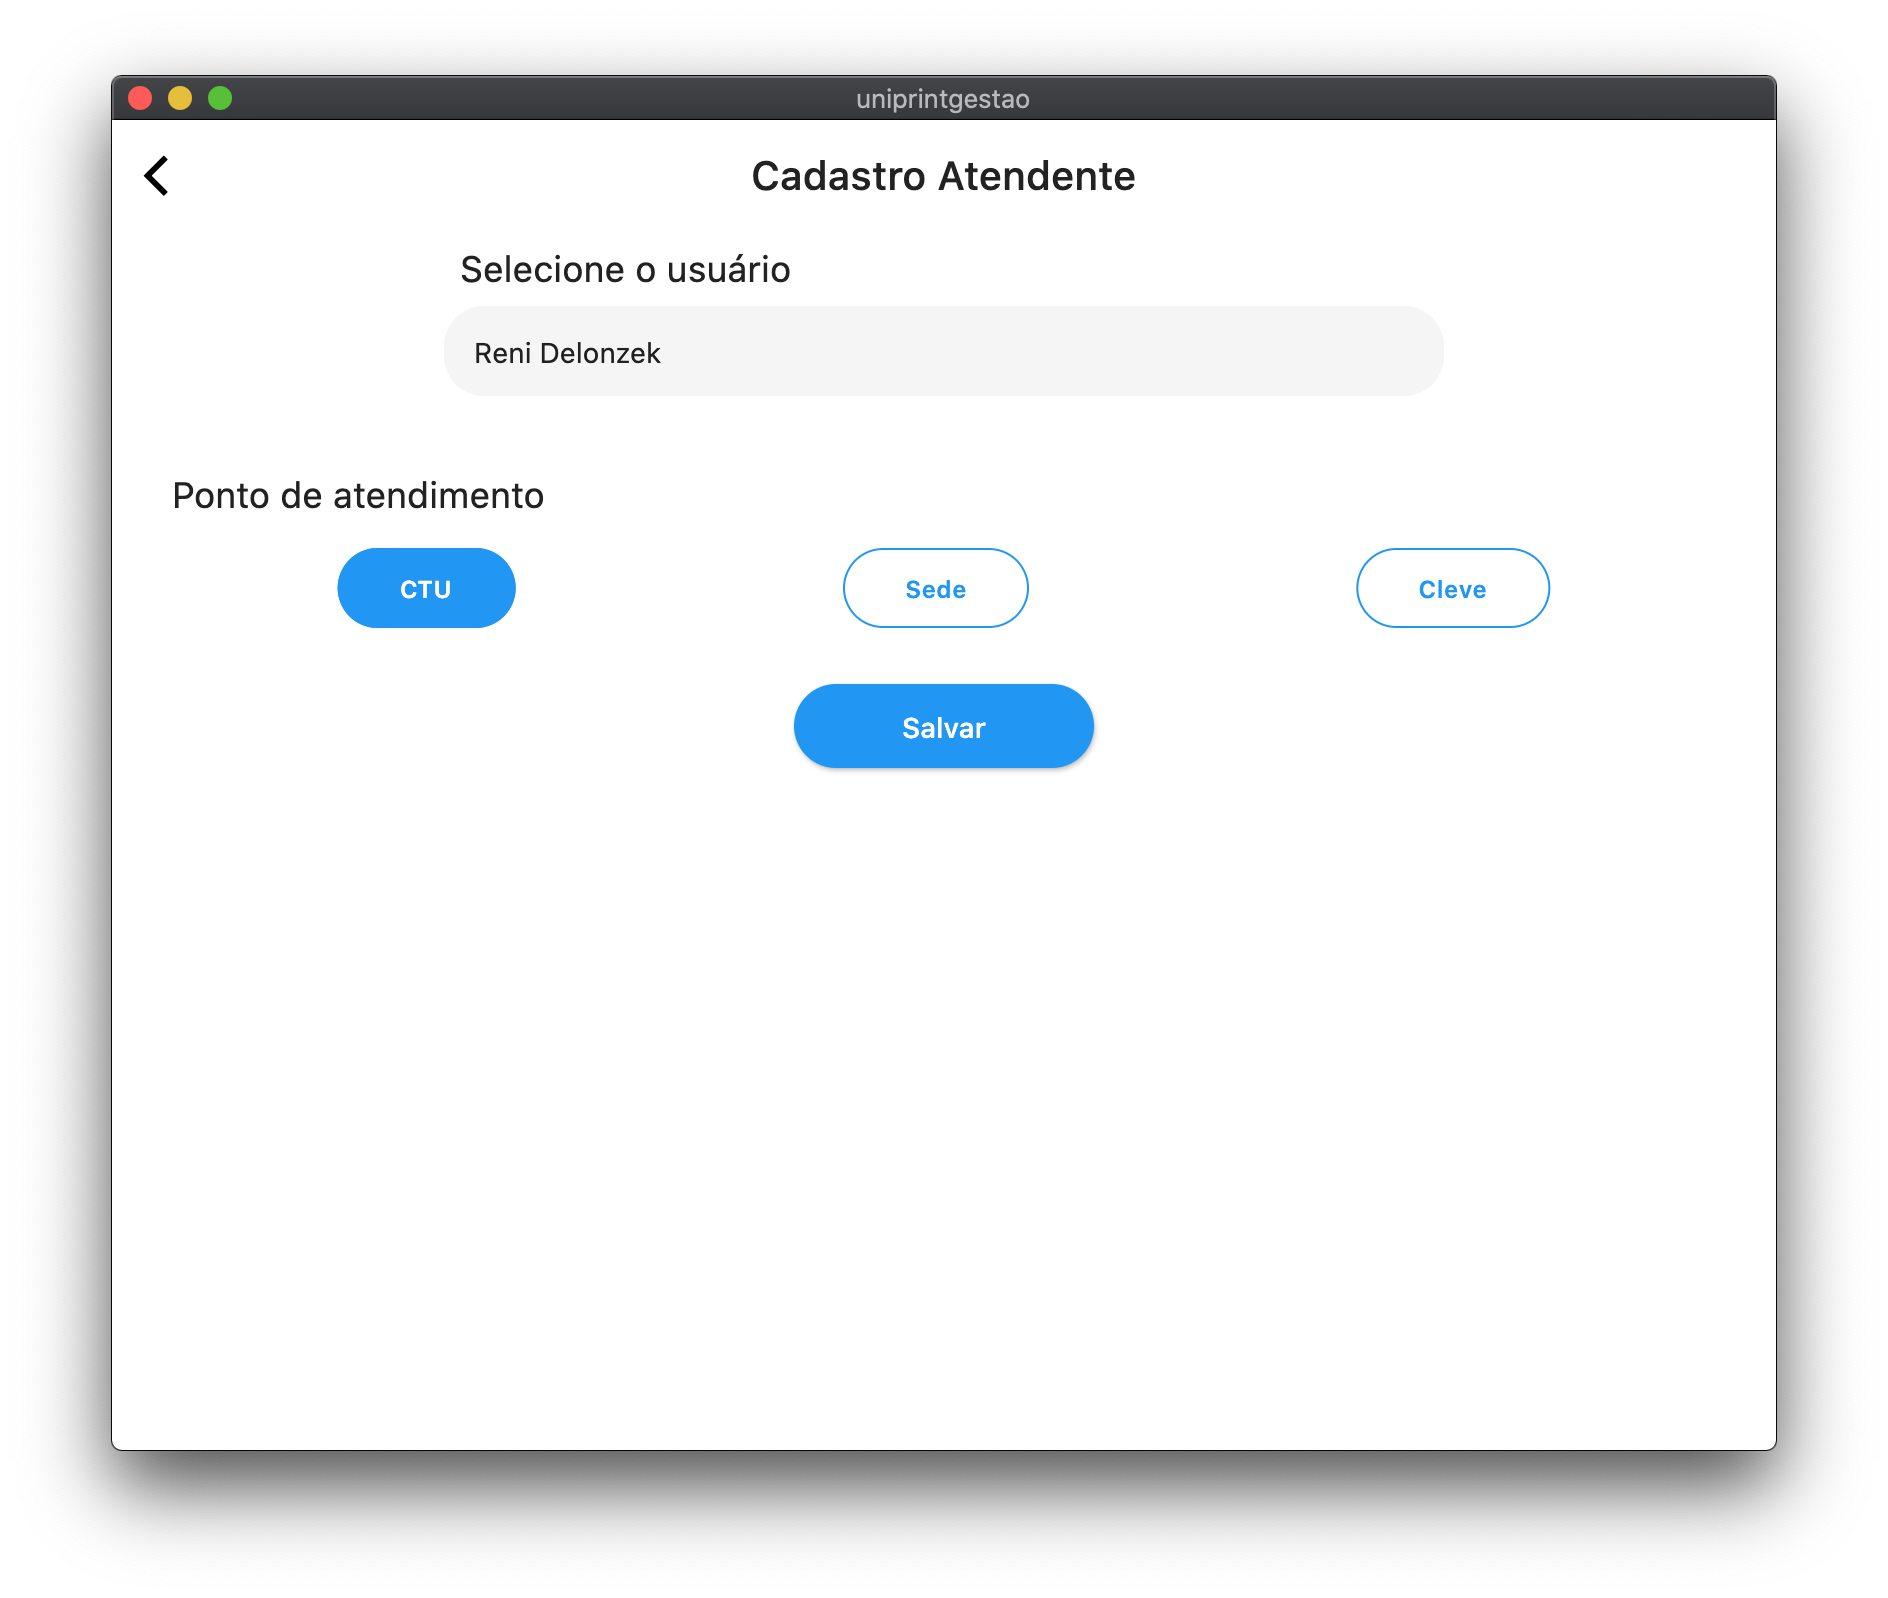 uniprintgestao
Cadastro Atendente
Selecione o usuário
Reni Delonzek
Ponto de atendimento
CTU Sede Cleve
Salvar